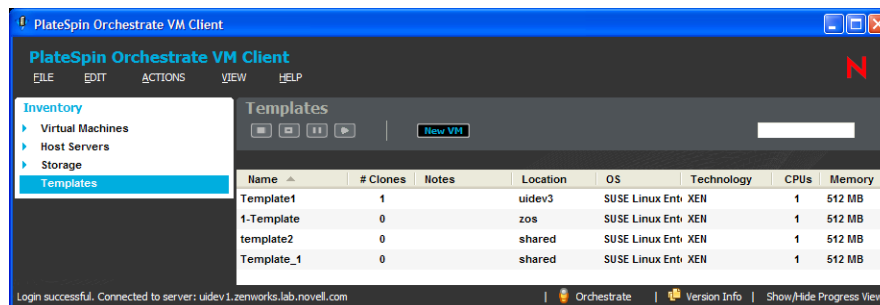 PlateSpin Orchestrate VM Client
PlateSpin Orchestrate VM Client
FILE EDIT ACTIONS VIEW HELP
N
Inventory
Virtual Machines
Host Servers
Storage
Templates
Templates
New VM
Name # Clones Notes Location OS Technology CPUs Memory
Template1 1 uidev3 SUSE Linux Ent XEN 1 512 MB
1-Template 0 zos SUSE Linux Ent XEN 1 512 MB
template2 0 shared SUSE Linux Ent XEN 1 512 MB
Template_1 0 shared SUSE Linux Ent XEN 1 512 MB
Login successful. Connected to server: uidev1.zenworks.lab.novell.com | Orchestrate | Version Info | Show/Hide Progress View